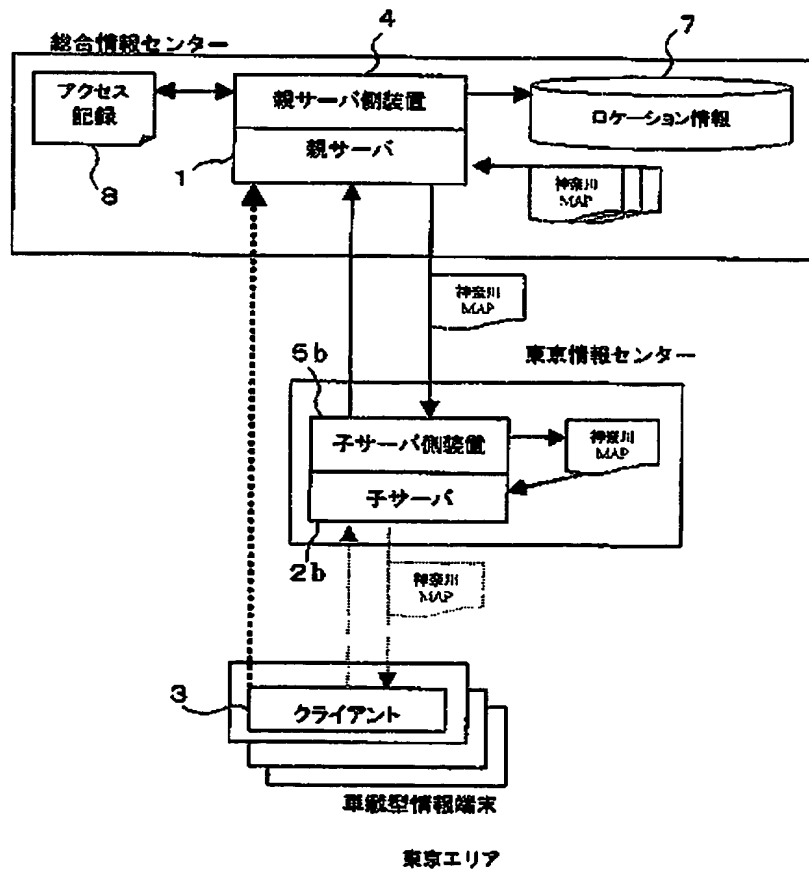 4
7
総合情報センター
アクセス
記録
親サーバ側装置
親サーバ
ロケーション情報
1
8
神奈川
MAP
神奈川
MAP
東京情報センター
5b
子サーバ側装置
子サーバ
神奈川
MAP
2b
神奈川
MAP
3
クライアント
車載型情報端末
東京エリア